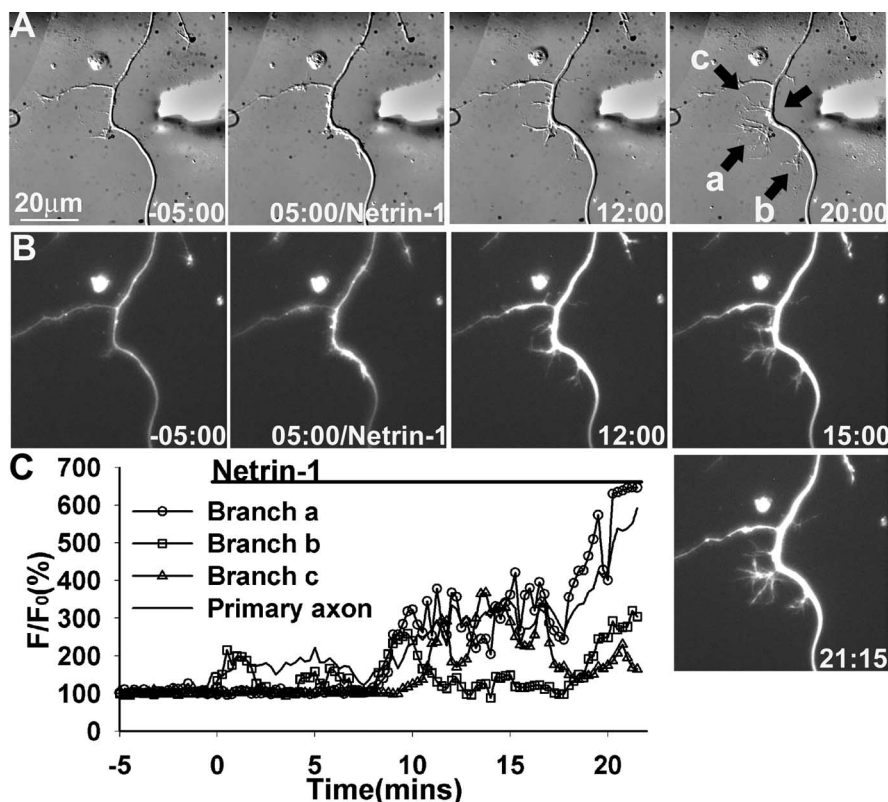 A
c
a
b
20μm
-05:00
05:00/Netrin-1
12:00
20:00
B
-05:00
05:00/Netrin-1
12:00
15:00
21:15
C
Netrin-1
Branch a
Branch b
Branch c
Primary axon
F/F₀(%)
700
600
500
400
300
200
100
0
-5
0
5
10
15
20
Time(mins)